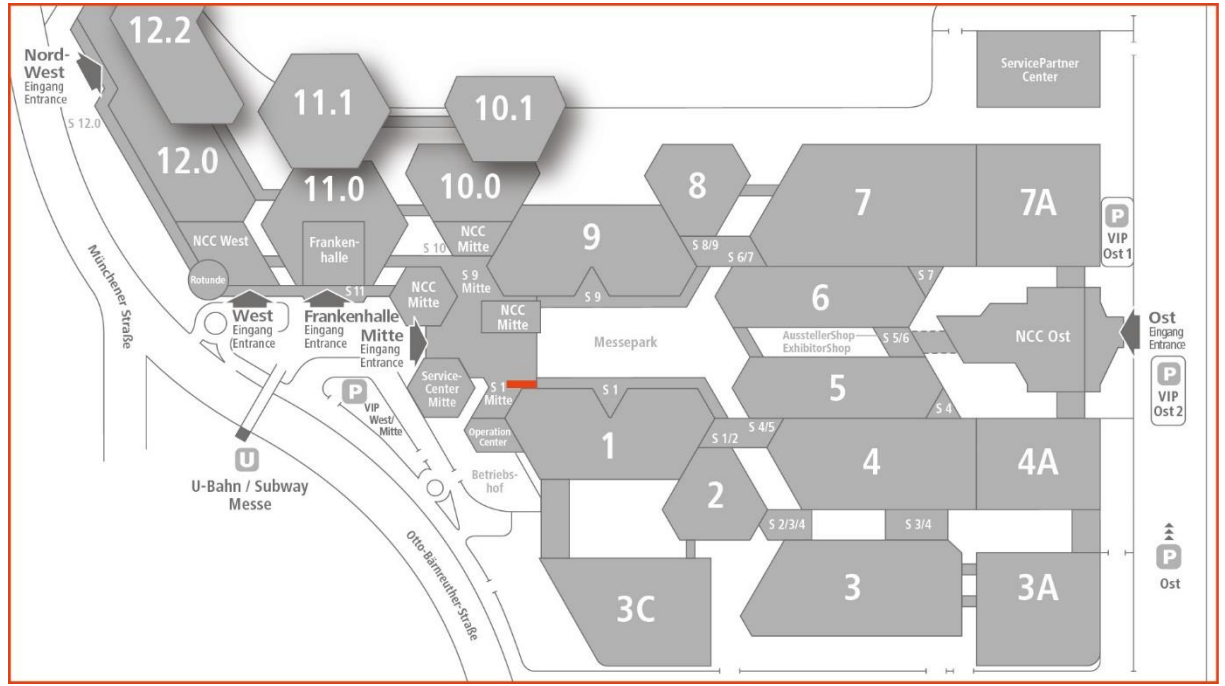 12.2
Nord-
West
Eingang
Entrance
S 12.0
11.1
10.1
ServicePartner
Center
12.0
11.0
10.0
8
7
7A
P
VIP
Ost 1
NCC West
Franken-
halle
S 10
NCC
Mitte
9
S 8/9
S 6/7
Rotunde
S 11
NCC
Mitte
S 9
Mitte
S 9
6
S 7
Münchener Straße
West
Eingang
(Entrance
Frankenhalle
Eingang
Entrance
Mitte
Eingang
Entrance
NCC
Mitte
Messepark
AusstellerShop
ExhibitorShop
S 5/6
NCC Ost
Ost
Eingang
Entrance
P
VIP
Ost 2
P
VIP
West/
Mitte
Service-
Center
Mitte
S 1
Mitte
S 1
5
S 4
Operation
Center
1
S 1/2
S 4/5
4
4A
U
U-Bahn / Subway
Messe
Betriebs-
hof
2
S 2/3/4
S 3/4
Otto-Bärnreuther-Straße
3C
3
3A
P
Ost